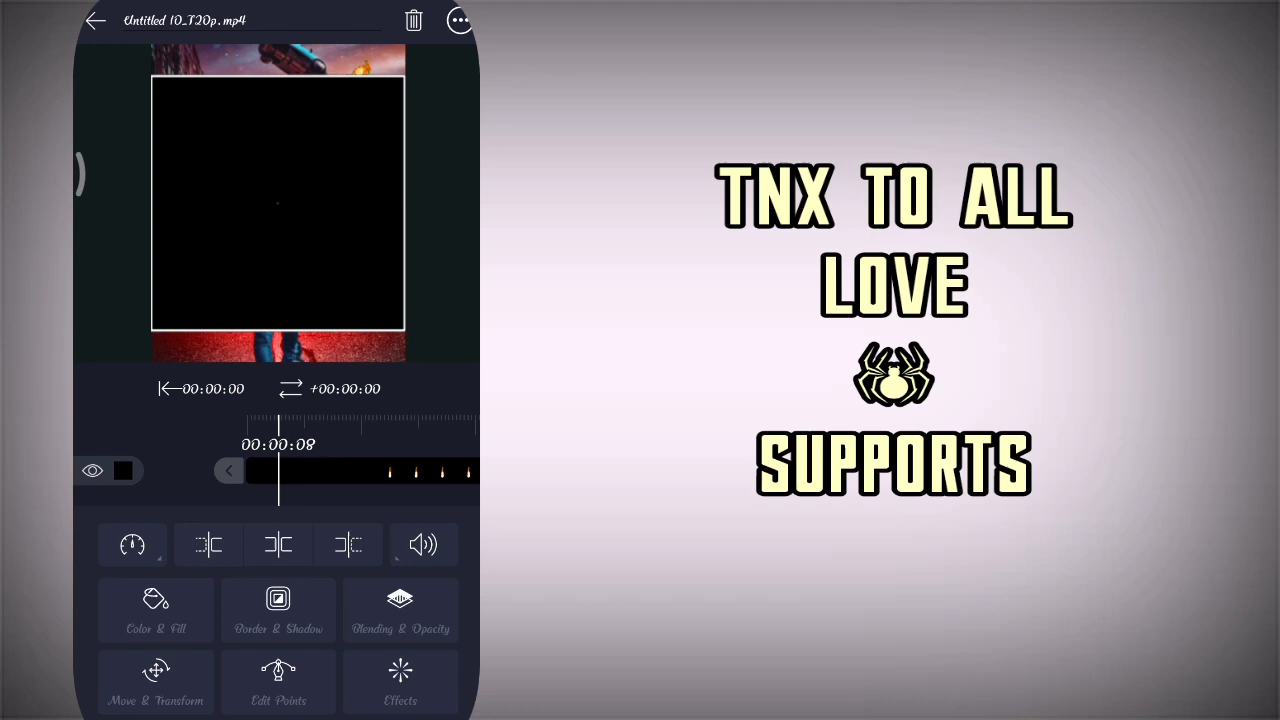 Untitled 10_720p.mp4
TNX TO ALL
LOVE
SUPPORTS
00:00:00
+00:00:00
00:00:08
Color & Fill
Border & Shadow
Blending & Opacity
Move & Transform
Edit Points
Effects